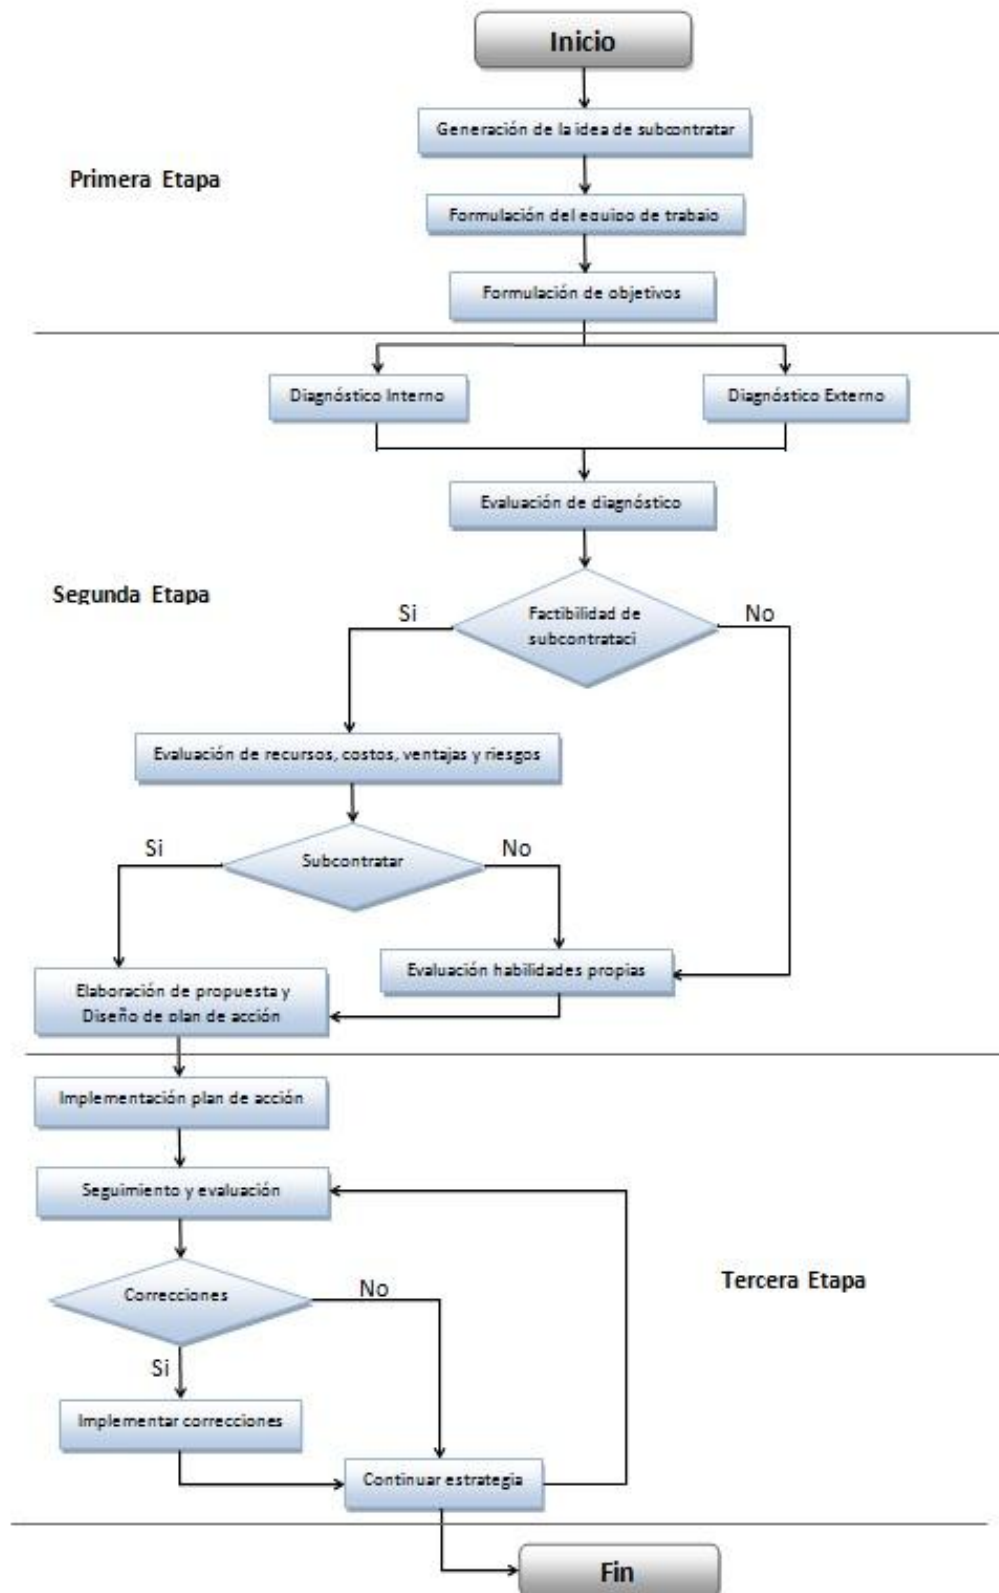 Inicio
Generación de la idea de subcontratar
Primera Etapa
Formulación del equipo de trabajo
Formulación de objetivos
Diagnóstico Interno
Diagnóstico Externo
Evaluación de diagnóstico
Segunda Etapa
Si
Factibilidad de
subcontrataci
No
Evaluación de recursos, costos, ventajas y riesgos
Si
Subcontratar
No
Evaluación habilidades propias
Elaboración de propuesta y
Diseño de plan de acción
Implementación plan de acción
Seguimiento y evaluación
Tercera Etapa
Correcciones
No
Si
Implementar correcciones
Continuar estrategia
Fin